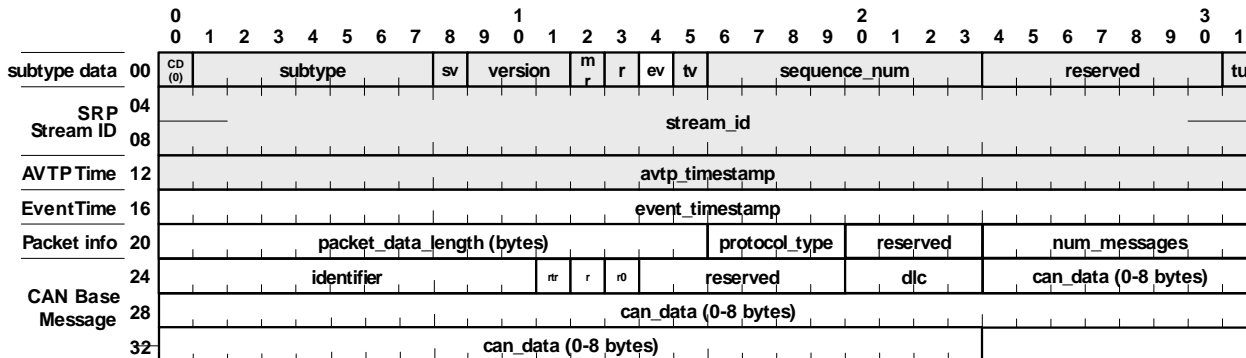 0 1 2 3
0 1 2 3 4 5 6 7 8 9 0 1 2 3 4 5 6 7 8 9 0 1 2 3 4 5 6 7 8 9 0 1
subtype data 00 CD (0) subtype sv version m r r ev tv sequence_num reserved tu
SRP Stream ID 04 08 stream_id
AVTP Time 12 avtp_timestamp
Event Time 16 event_timestamp
Packet info 20 packet_data_length (bytes) protocol_type reserved num_messages
CAN Base Message 24 identifier rtr r r0 reserved dlc can_data (0-8 bytes)
28 can_data (0-8 bytes)
32 can_data (0-8 bytes)